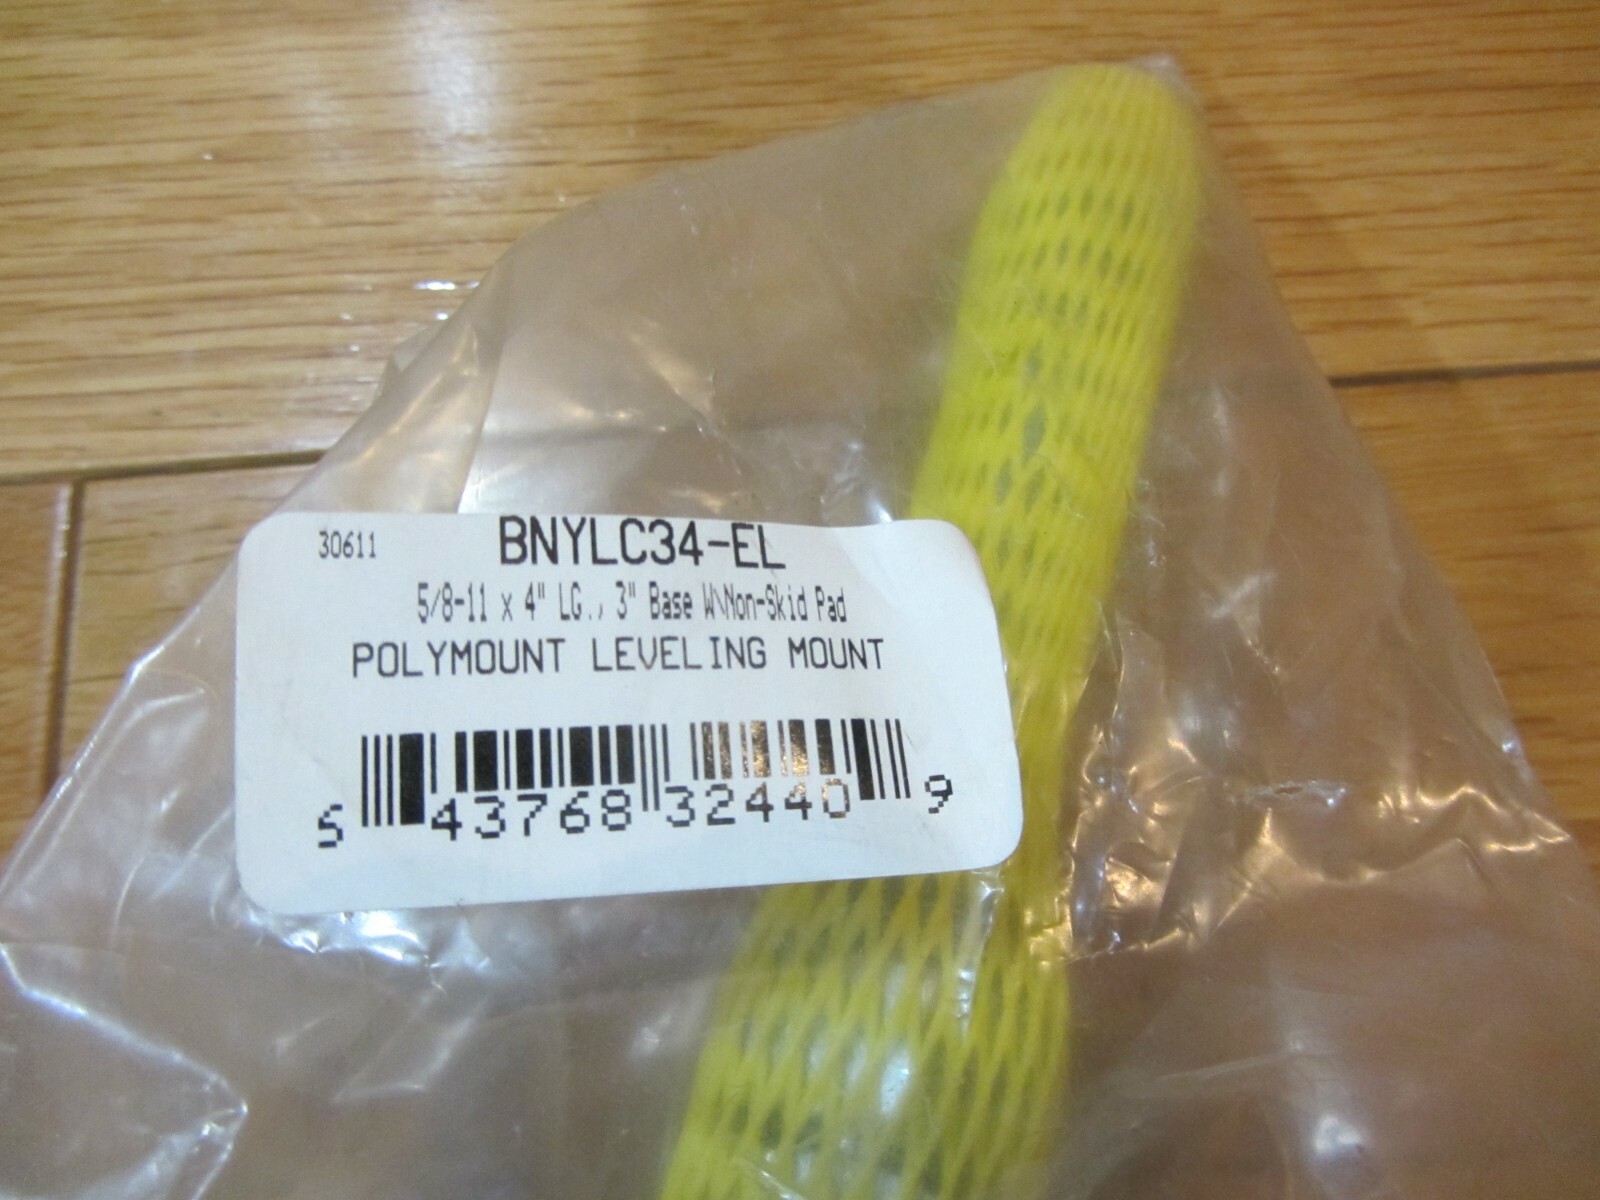 30611 BNYLC34-EL
5/8-11 x 4" LG., 3" Base W\Non-Skid Pad
POLYMOUNT LEVELING MOUNT
5 43768 32440 9